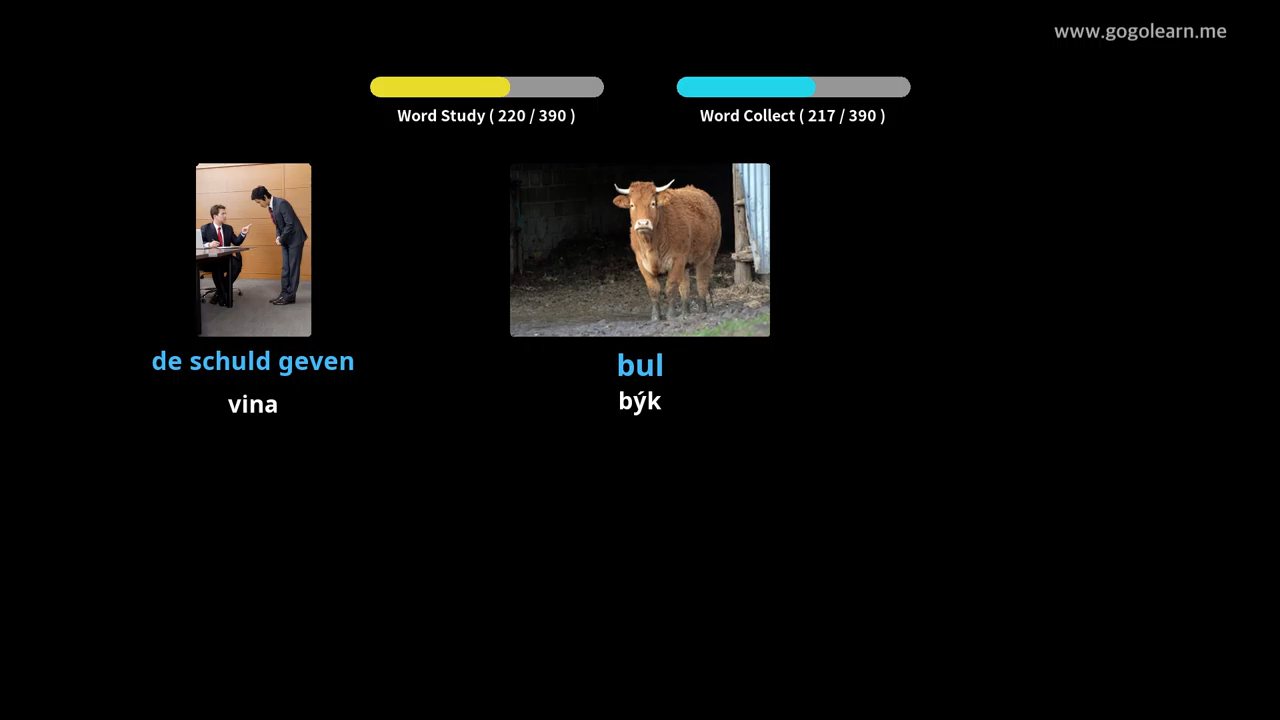 www.gogolearn.me
Word Study ( 220 / 390 )
Word Collect ( 217 / 390 )
de schuld geven
vina
bul
býk